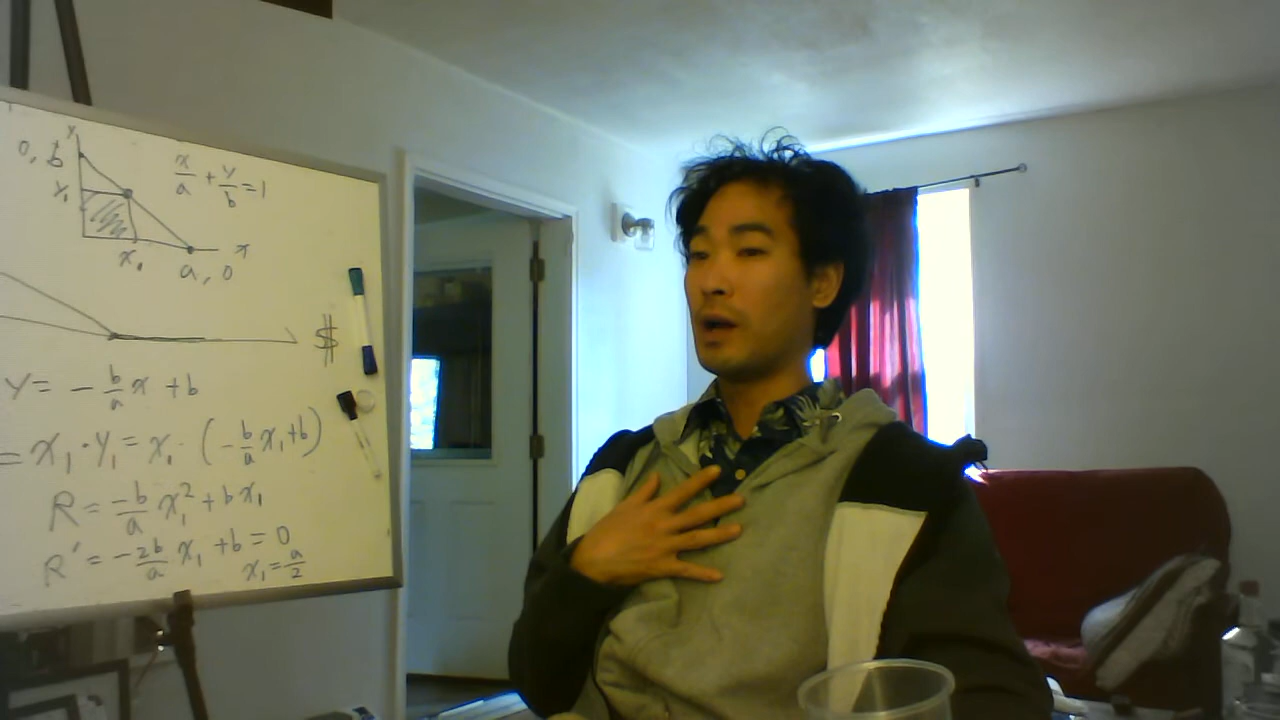 y
0, b
x/a + y/b = 1
y₁
x
x₁
a, 0
$
Y = - b/a x + b
= x₁ · y₁ = x₁ · (- b/a x₁ + b)
R = -b/a x₁² + b x₁
R' = -2b/a x₁ + b = 0
x₁ = a/2